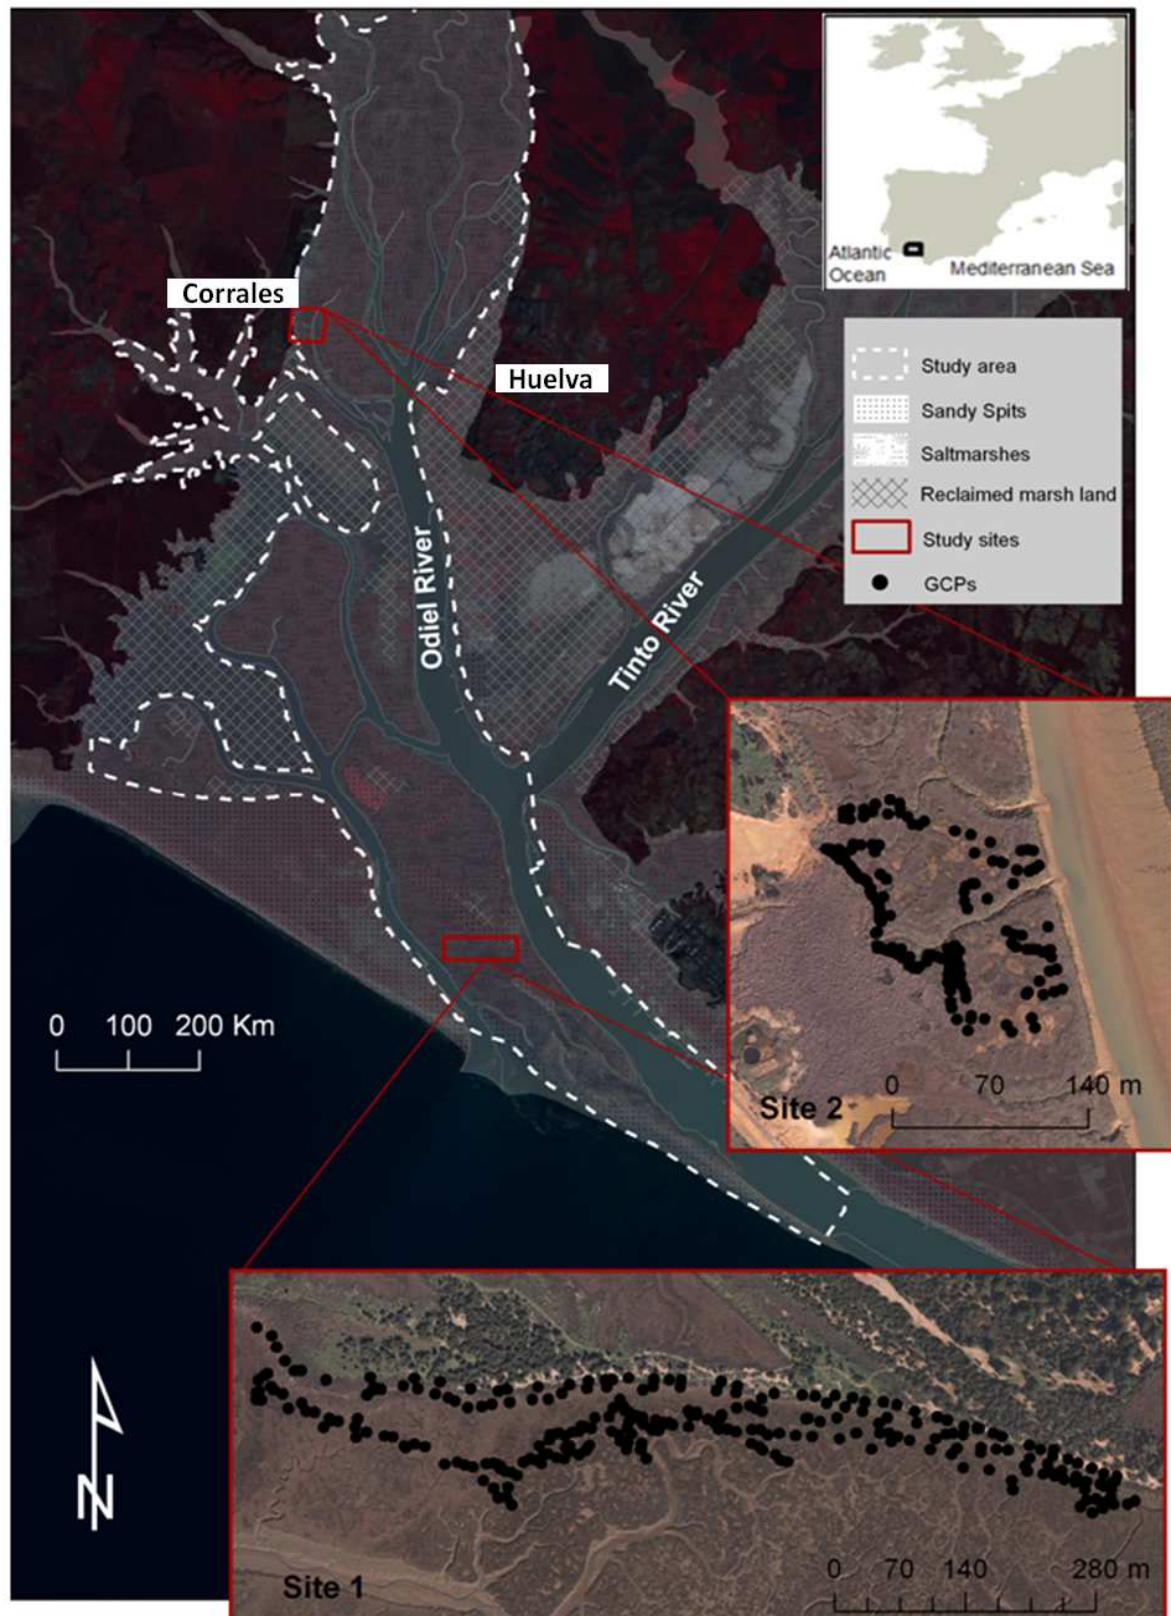 Atlantic
Ocean
Mediterranean Sea
Corrales
Huelva
Study area
Sandy Spits
Saltmarshes
Reclaimed marsh land
Study sites
GCPs
Odiel River
Tinto River
0 100 200 Km
0 70 140 m
Site 2
N
0 70 140 280 m
Site 1